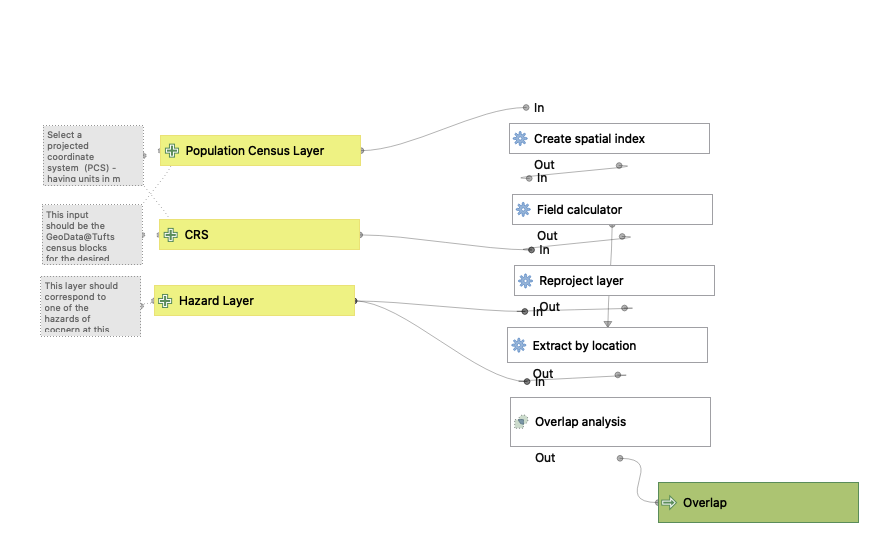 In
Select a
projected
coordinate
system (PCS) -
having units in m
Population Census Layer
Create spatial index
Out
In
This input
should be the
GeoData@Tufts
census blocks
for the desired
CRS
Field calculator
Out
In
This layer should
correspond to
one of the
hazards of
cocnern at this
Hazard Layer
Reproject layer
Out
In
Extract by location
Out
In
Overlap analysis
Out
Overlap